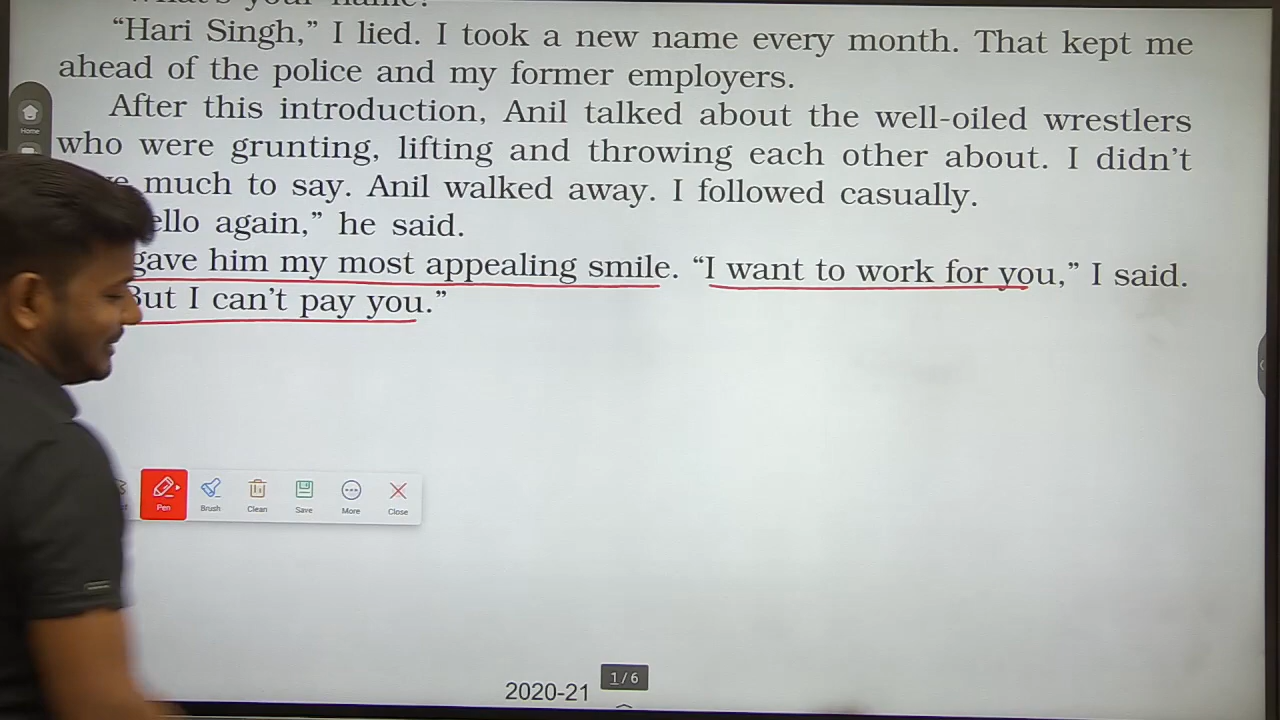 What's your name?
“Hari Singh,” I lied. I took a new name every month. That kept me
ahead of the police and my former employers.
After this introduction, Anil talked about the well-oiled wrestlers
who were grunting, lifting and throwing each other about. I didn’t
much to say. Anil walked away. I followed casually.
ello again,” he said.
gave him my most appealing smile. “I want to work for you,” I said.
But I can’t pay you.”
Home
Pen
Brush
Clean
Save
More
Close
1/6
2020-21